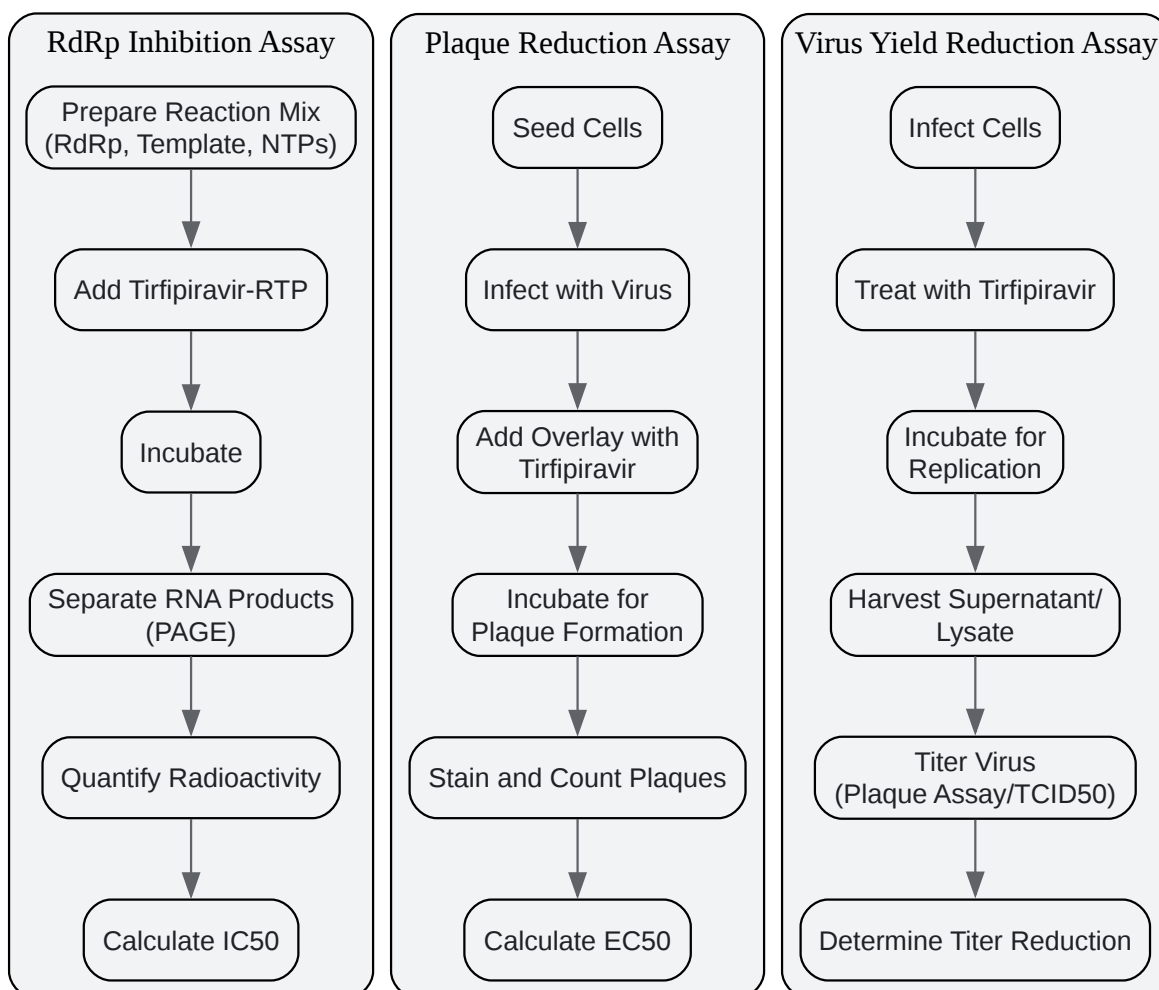 RdRp Inhibition Assay
Prepare Reaction Mix
(RdRp, Template, NTPs)
Add Tirfipiravir-RTP
Incubate
Separate RNA Products
(PAGE)
Quantify Radioactivity
Calculate IC50
Plaque Reduction Assay
Seed Cells
Infect with Virus
Add Overlay with
Tirfipiravir
Incubate for
Plaque Formation
Stain and Count Plaques
Calculate EC50
Virus Yield Reduction Assay
Infect Cells
Treat with Tirfipiravir
Incubate for
Replication
Harvest Supernatant/
Lysate
Titer Virus
(Plaque Assay/TCID50)
Determine Titer Reduction